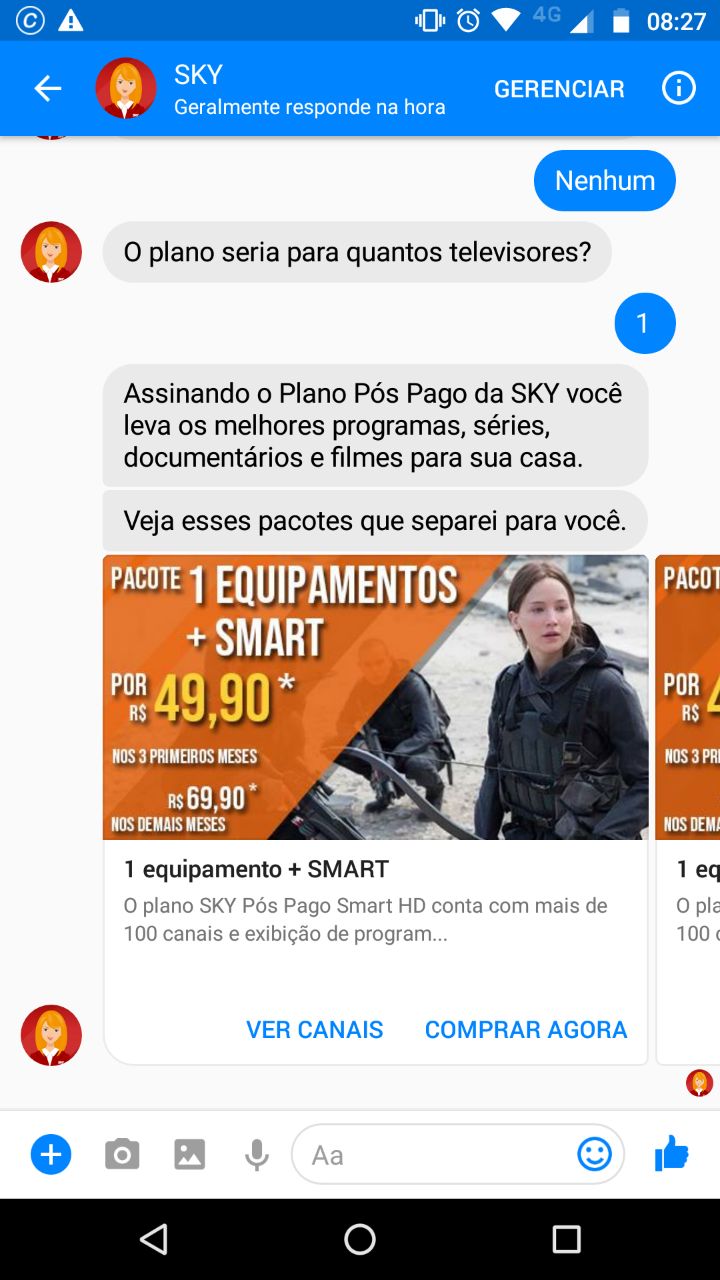 © 4G 08:27
SKY
Geralmente responde na hora
GERENCIAR
Nenhum
O plano seria para quantos televisores?
1
Assinando o Plano Pós Pago da SKY você
leva os melhores programas, séries,
documentários e filmes para sua casa.
Veja esses pacotes que separei para você.
PACOTE 1 EQUIPAMENTOS
+ SMART
POR
R$ 49,90*
NOS 3 PRIMEIROS MESES
R$ 69,90*
NOS DEMAIS MESES
1 equipamento + SMART
O plano SKY Pós Pago Smart HD conta com mais de
100 canais e exibição de program...
VER CANAIS COMPRAR AGORA
PACOT
POR
R$ 4
NOS 3 PRI
NOS DEMA
1 eq
O pla
100 c
Aa